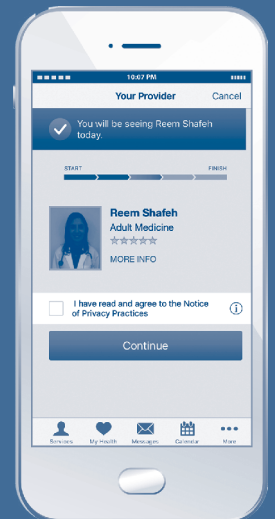 10:07 PM
Your Provider
Cancel
You will be seeing Reem Shafeh
today.
START
FINISH
Reem Shafeh
Adult Medicine
MORE INFO
I have read and agree to the Notice
of Privacy Practices
Continue
Services
My Health
Messages
Calendar
More